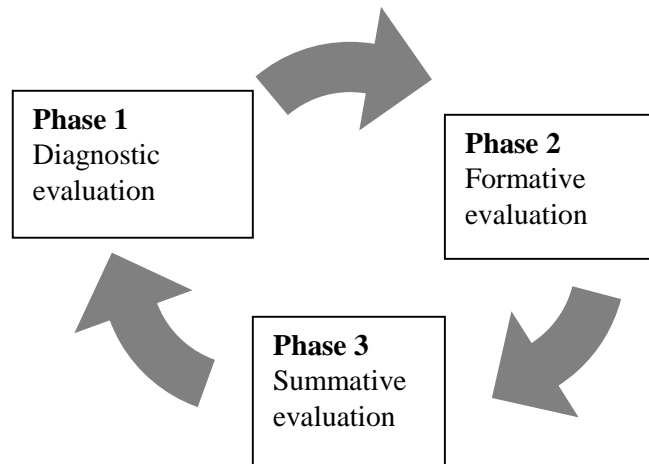 Phase 1
Diagnostic
evaluation
Phase 2
Formative
evaluation
Phase 3
Summative
evaluation